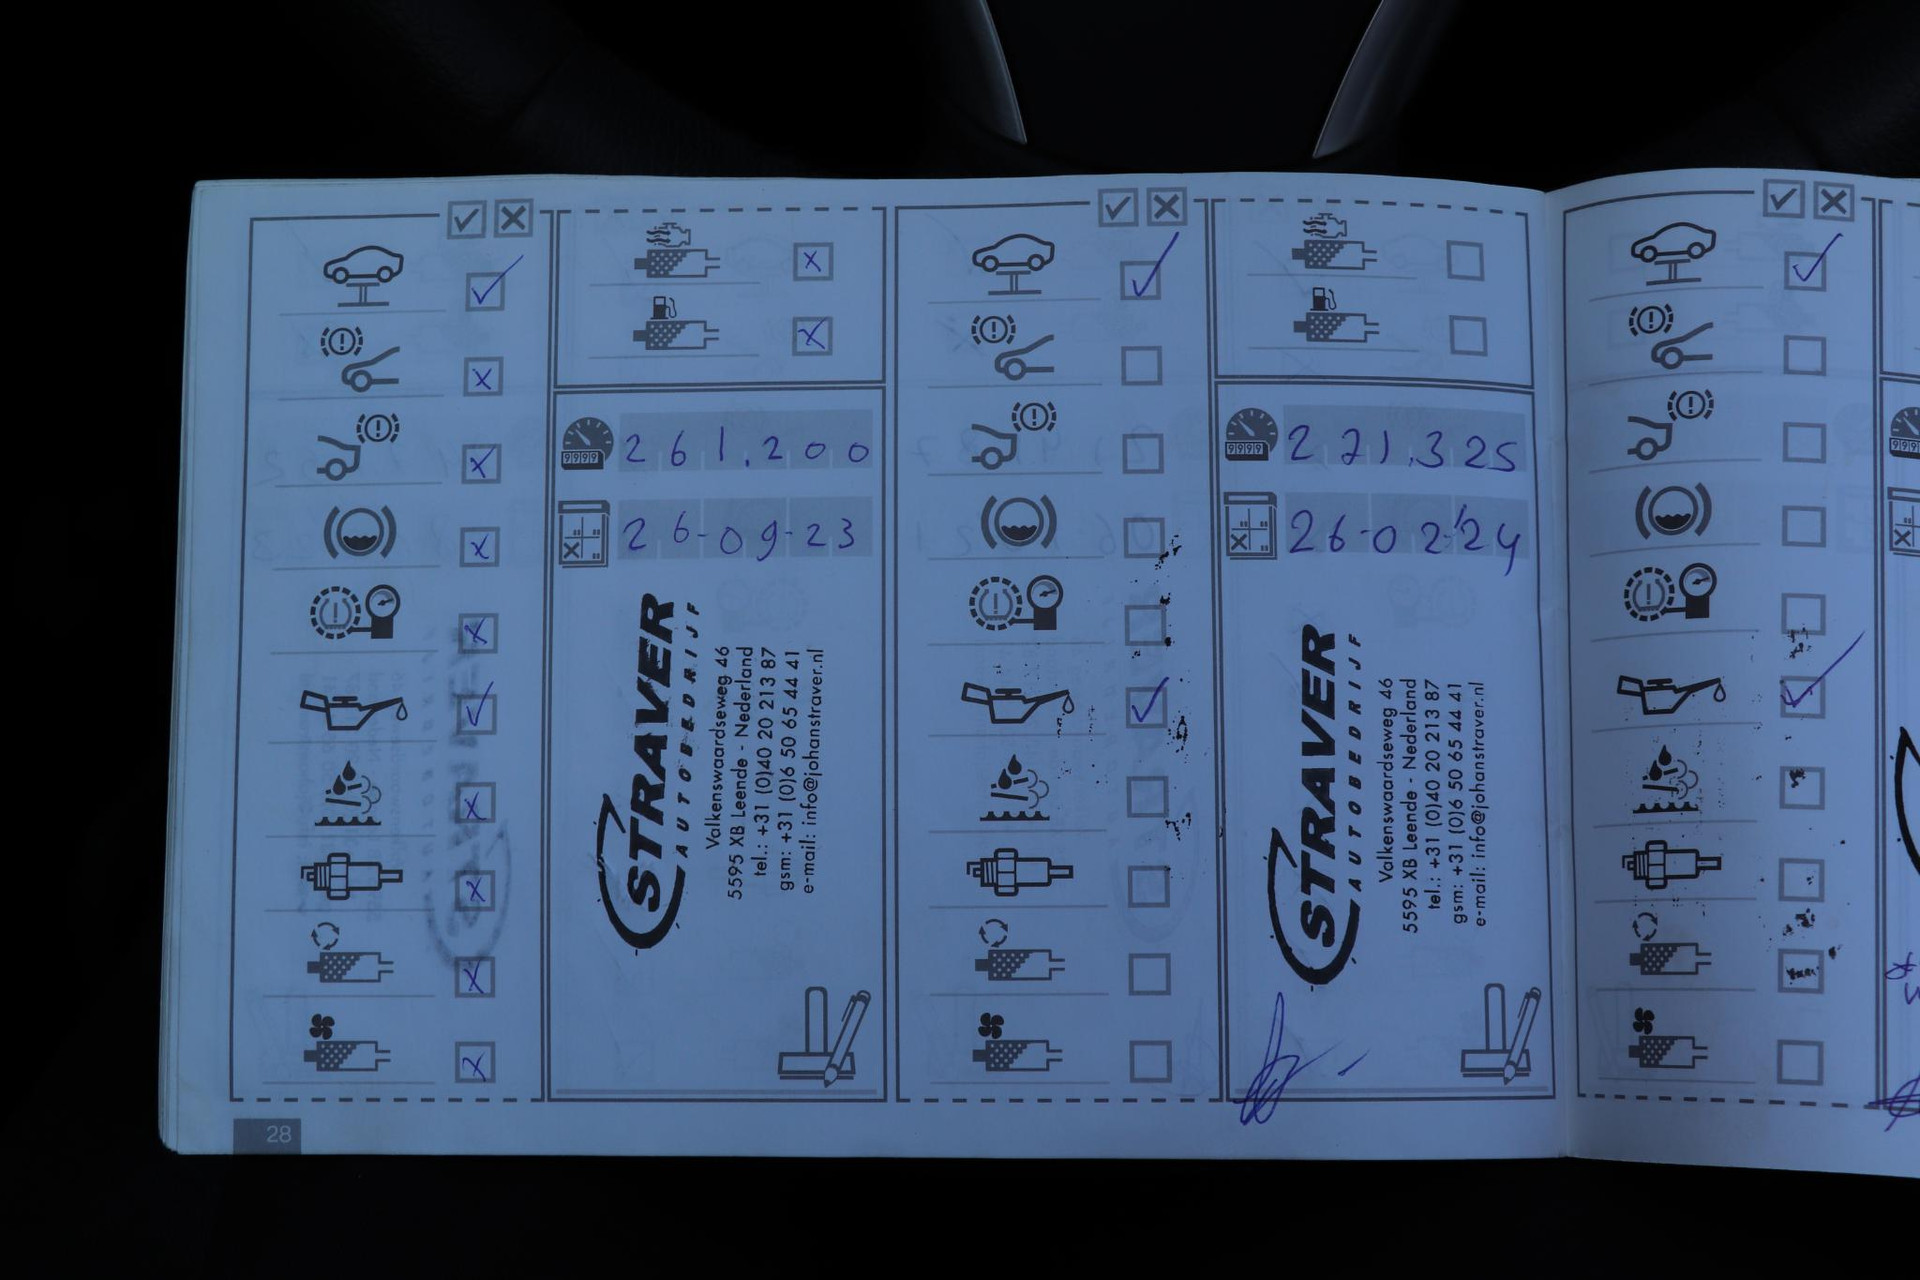 9999
261.200
26-09-23
STRAVER
AUTOBEDRIJF
Valkenswaardseweg 46
5595 XB Leende - Nederland
tel.: +31 (0)40 20 213 87
gsm: +31 (0)6 50 65 44 41
e-mail: info@johanstraver.nl
9999
221.325
26-02-24
STRAVER
AUTOBEDRIJF
Valkenswaardseweg 46
5595 XB Leende - Nederland
tel.: +31 (0)40 20 213 87
gsm: +31 (0)6 50 65 44 41
e-mail: info@johanstraver.nl
28